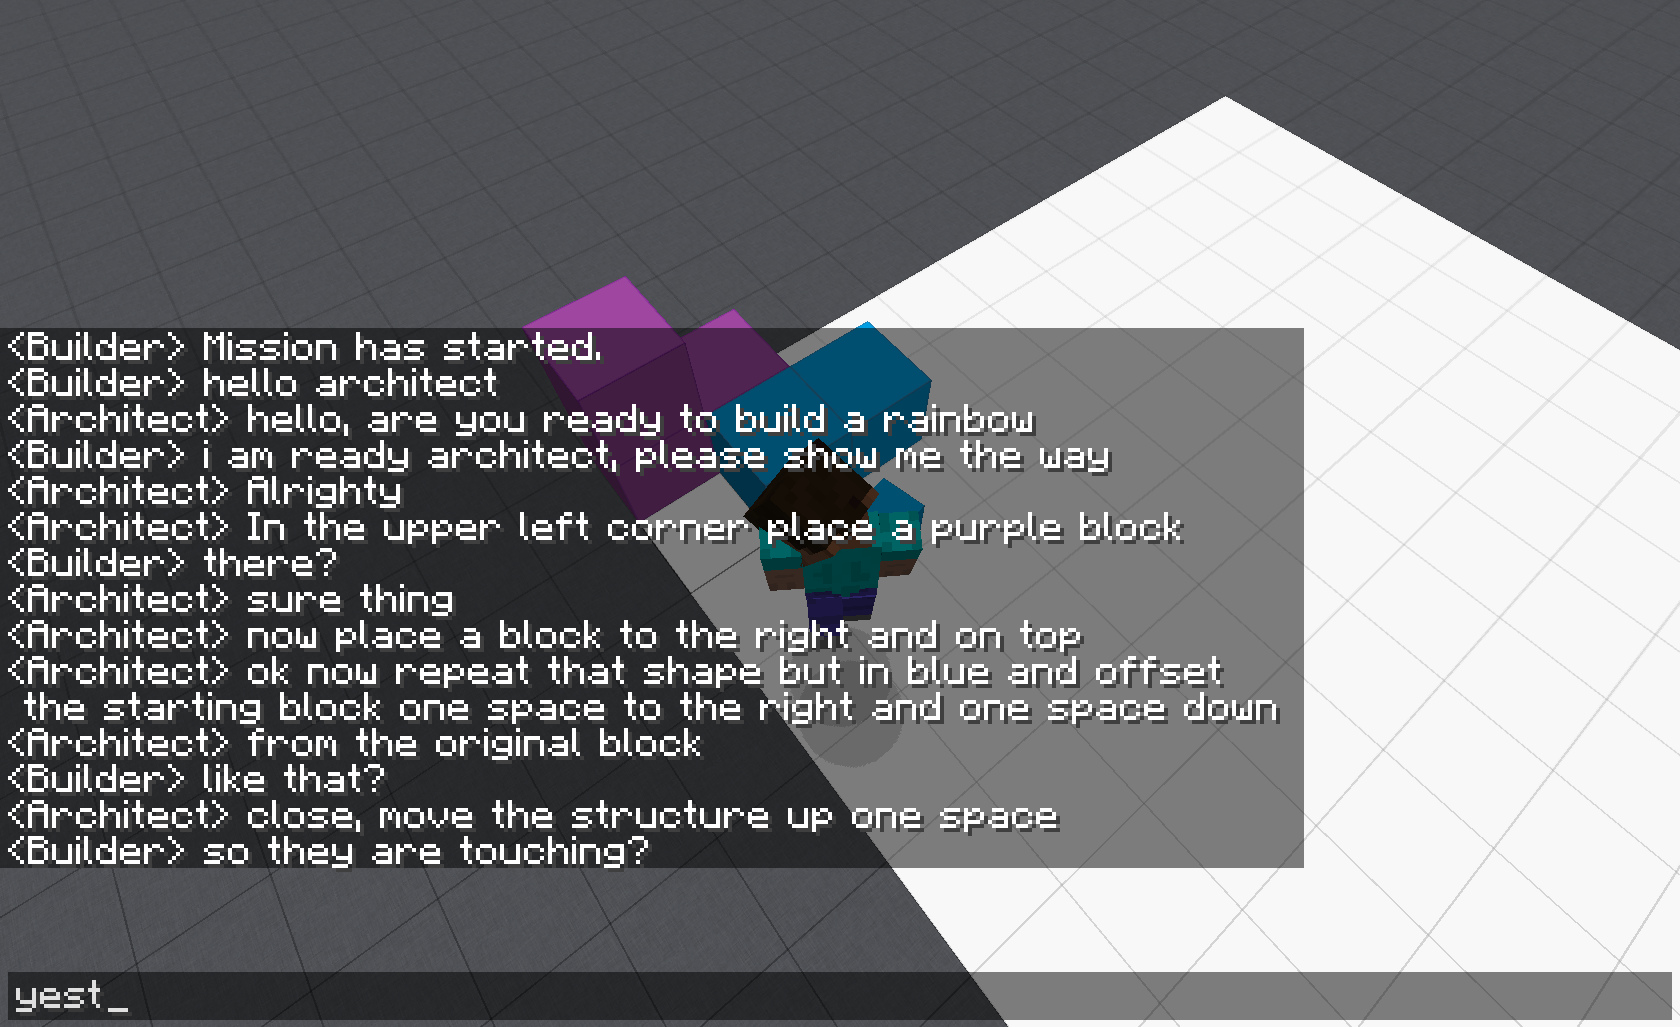 <Builder> Mission has started.
<Builder> hello architect
<Architect> hello, are you ready to build a rainbow
<Builder> i am ready architect, please show me the way
<Architect> Alrighty
<Architect> In the upper left corner place a purple block
<Builder> there?
<Architect> sure thing
<Architect> now place a block to the right and on top
<Architect> ok now repeat that shape but in blue and offset
the starting block one space to the right and one space down
<Architect> from the original block
<Builder> like that?
<Architect> close, move the structure up one space
<Builder> so they are touching?
yest_